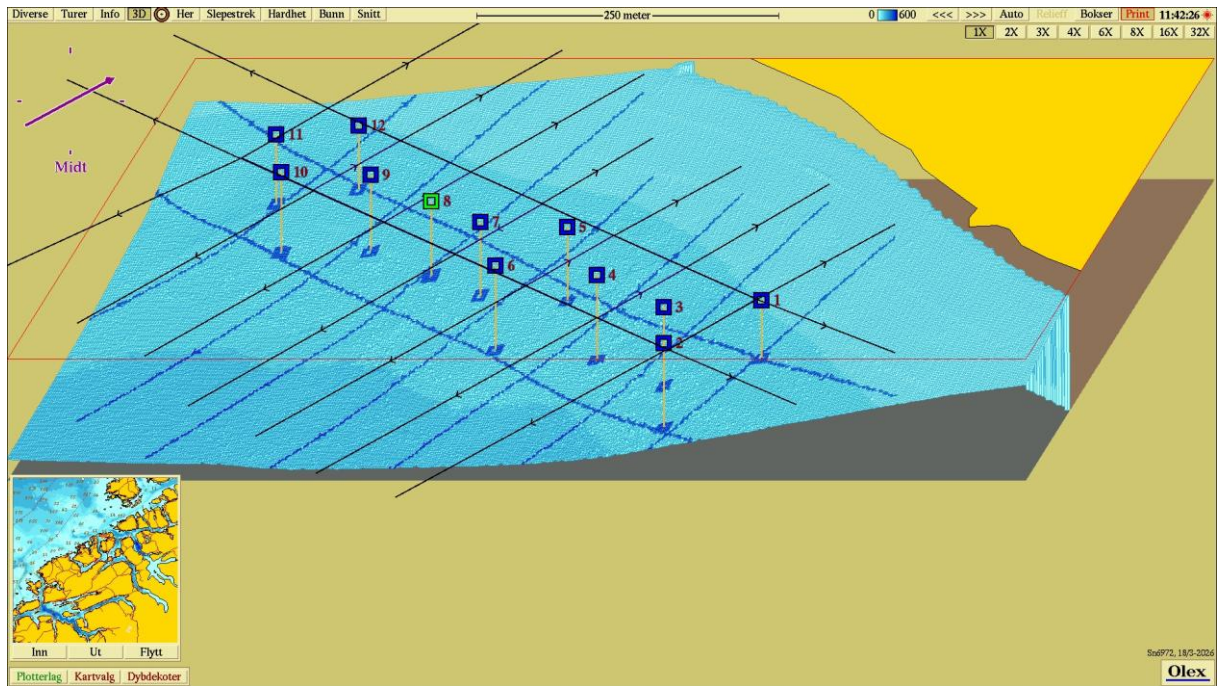 Diverse Turer Info 3D Her Slepestrek Hardhet Bunn Snitt 250 meter 0 600 <<< >>> Auto Relieff Bokser Print 11:42:26
1X 2X 3X 4X 6X 8X 16X 32X
Midt
11
12
10
9
8
7
5
6
4
3
1
2
Inn Ut Flytt
Sn6972, 18/3-2026
Plotterlag Kartvalg Dybdekoter
Olex